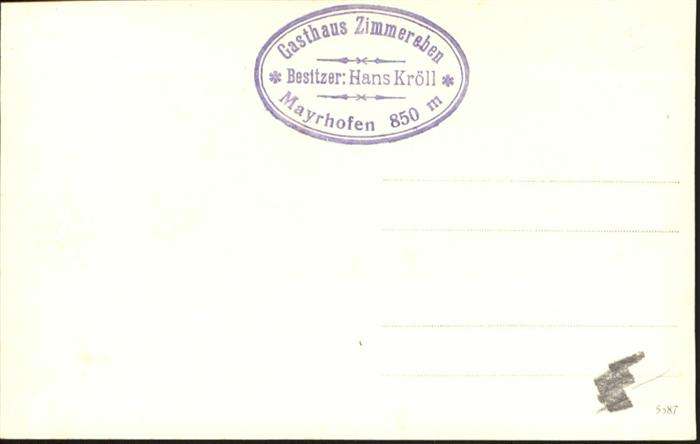 Gasthaus Zimmereben
* Besitzer: Hans Kröll *
Mayrhofen 850 m
5587